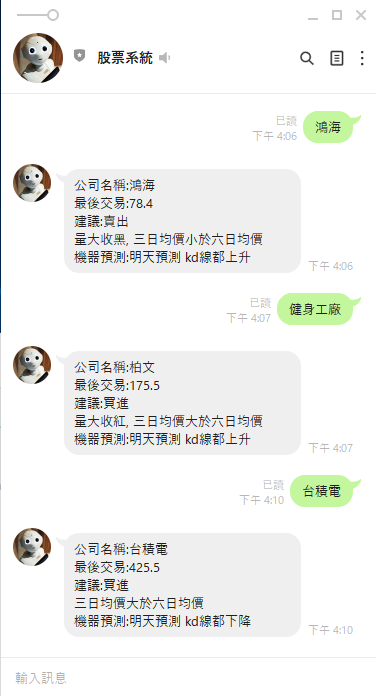 股票系統
已讀
下午 4:06
鴻海
公司名稱:鴻海
最後交易:78.4
建議:賣出
量大收黑, 三日均價小於六日均價
機器預測:明天預測 kd線都上升
下午 4:06
已讀
下午 4:07
健身工廠
公司名稱:柏文
最後交易:175.5
建議:買進
量大收紅, 三日均價大於六日均價
機器預測:明天預測 kd線都上升
下午 4:07
已讀
下午 4:10
台積電
公司名稱:台積電
最後交易:425.5
建議:買進
三日均價大於六日均價
機器預測:明天預測 kd線都下降
下午 4:10
輸入訊息